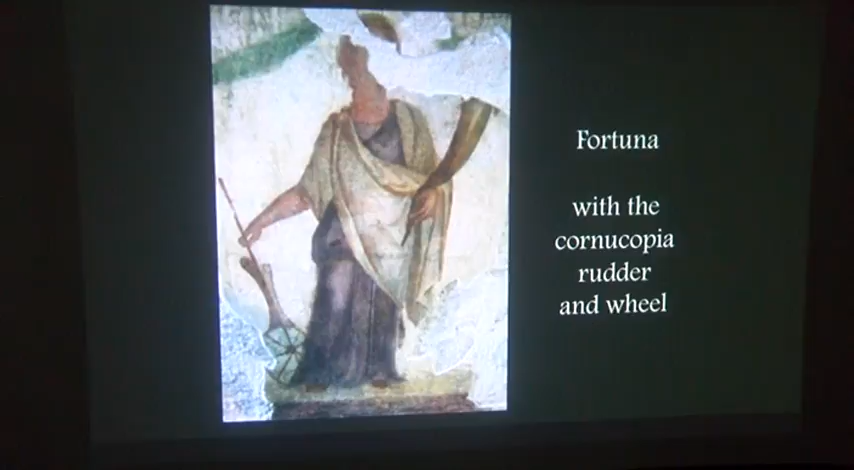 Fortuna
with the
cornucopia
rudder
and wheel